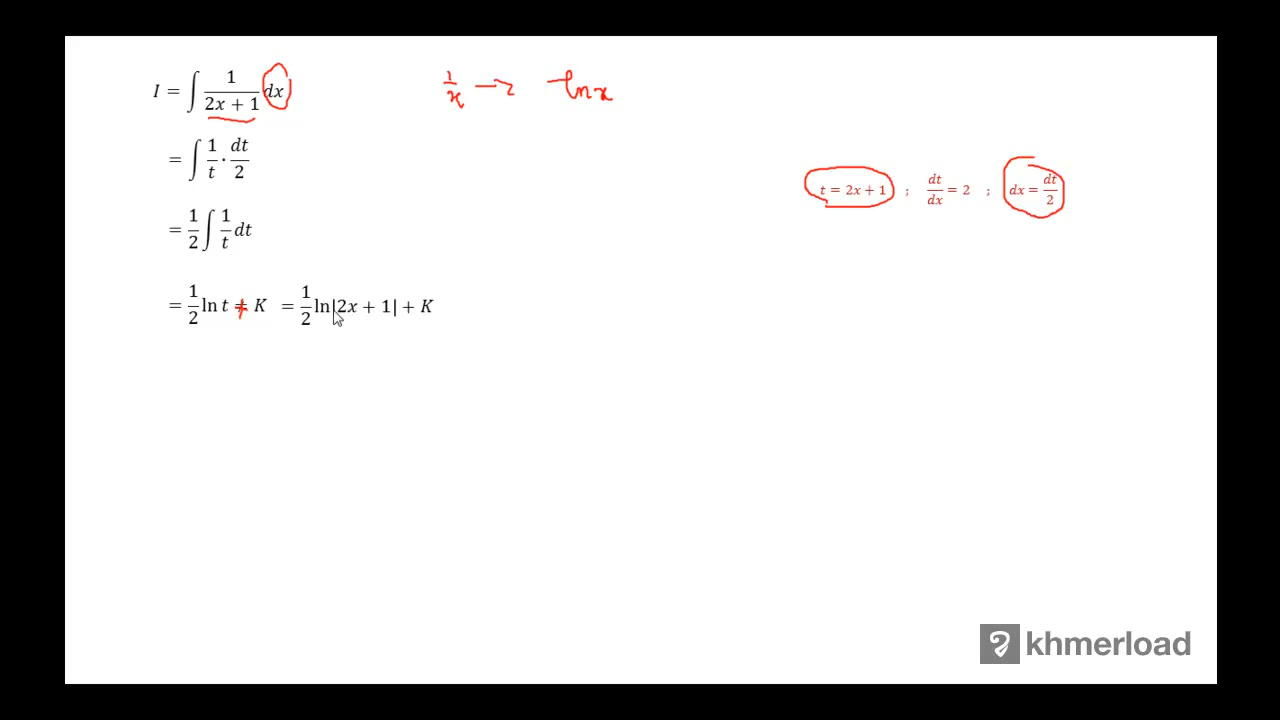 I = ∫ 1/(2x + 1) dx
1/x → ln x
= ∫ 1/t · dt/2
t = 2x + 1 ; dt/dx = 2 ; dx = dt/2
= 1/2 ∫ 1/t dt
= 1/2 ln t + K = 1/2 ln|2x + 1| + K
khmerload